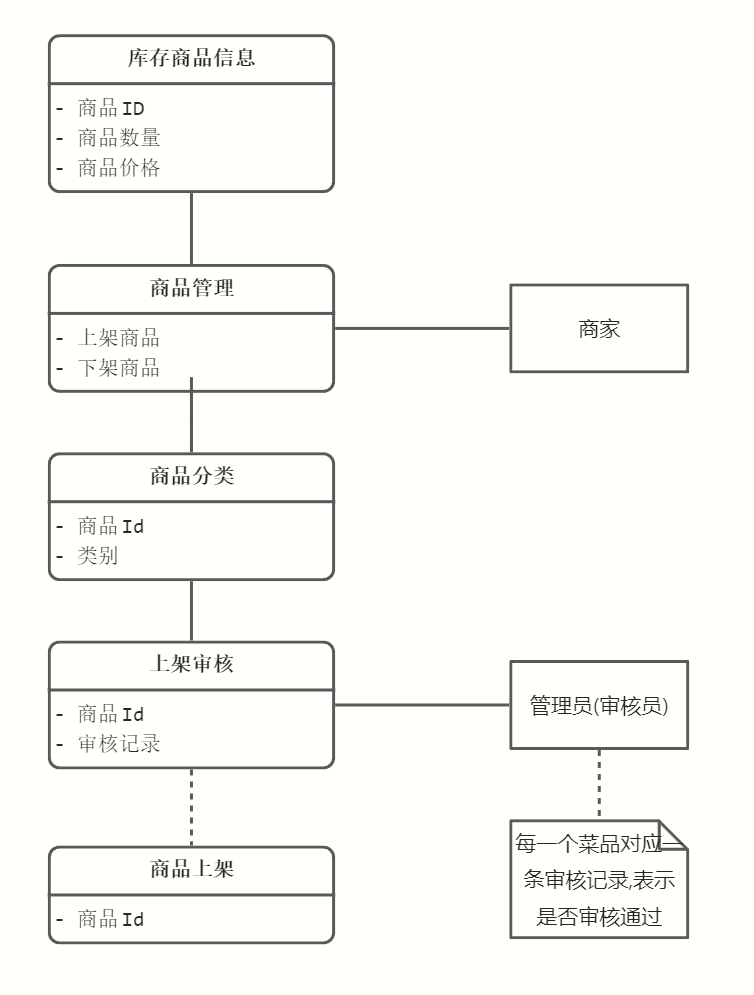 库存商品信息
- 商品ID
- 商品数量
- 商品价格
商品管理
- 上架商品
- 下架商品
商家
商品分类
- 商品Id
- 类别
上架审核
- 商品Id
- 审核记录
管理员(审核员)
每一个菜品对应一
条审核记录,表示
是否审核通过
商品上架
- 商品Id